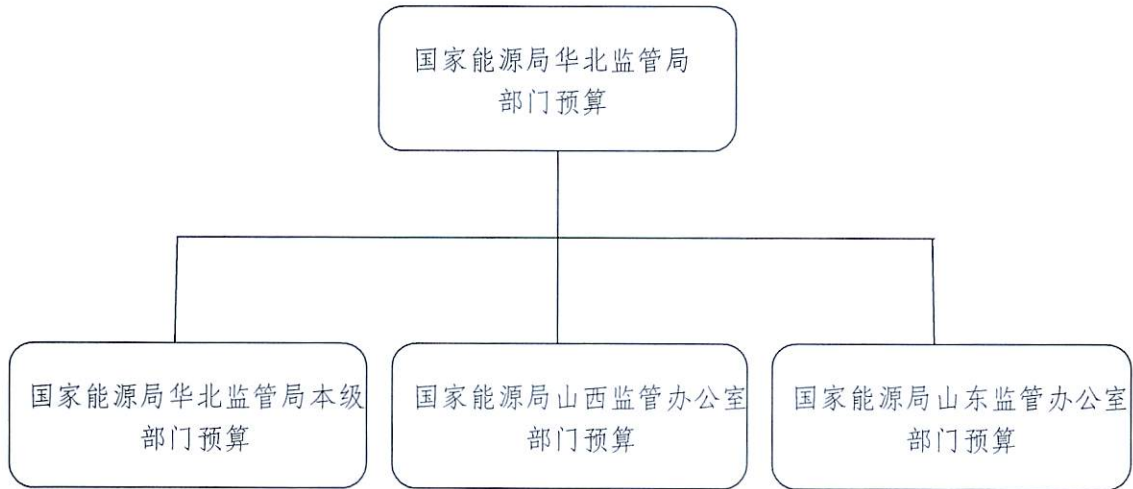 国家能源局华北监管局
部门预算
国家能源局华北监管局本级
部门预算
国家能源局山西监管办公室
部门预算
国家能源局山东监管办公室
部门预算